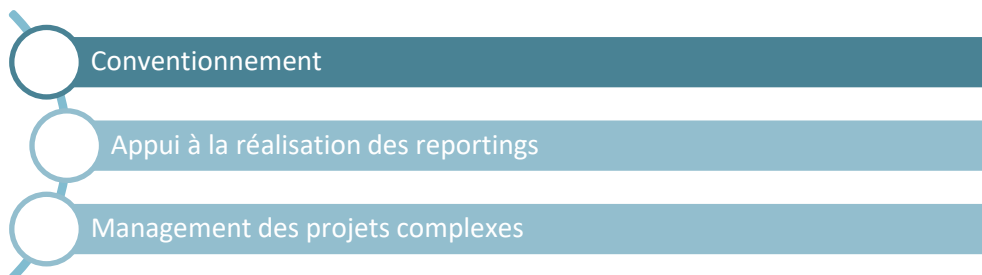 Conventionnement
Appui à la réalisation des reportings
Management des projets complexes